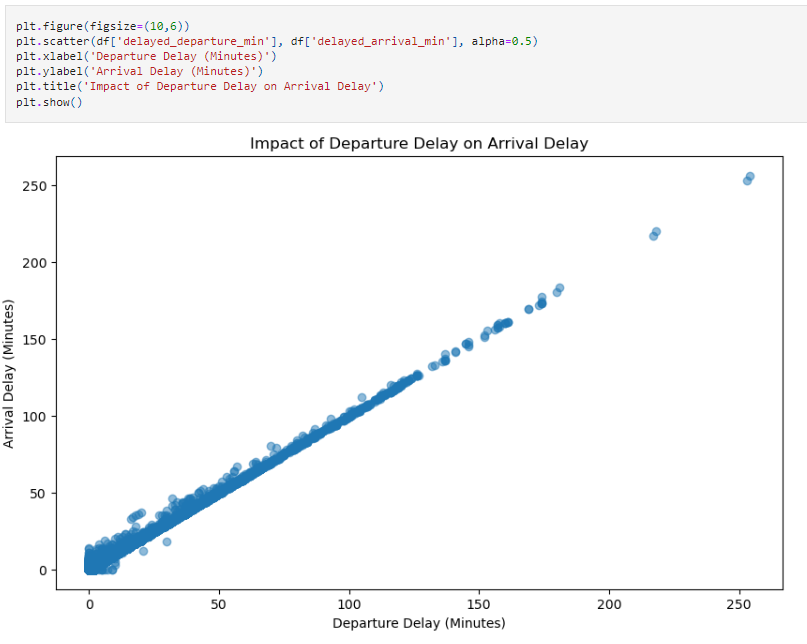 plt.figure(figsize=(10,6))
plt.scatter(df['delayed_departure_min'], df['delayed_arrival_min'], alpha=0.5)
plt.xlabel('Departure Delay (Minutes)')
plt.ylabel('Arrival Delay (Minutes)')
plt.title('Impact of Departure Delay on Arrival Delay')
plt.show()
Impact of Departure Delay on Arrival Delay
Arrival Delay (Minutes)
250
200
150
100
50
0
0 50 100 150 200 250
Departure Delay (Minutes)